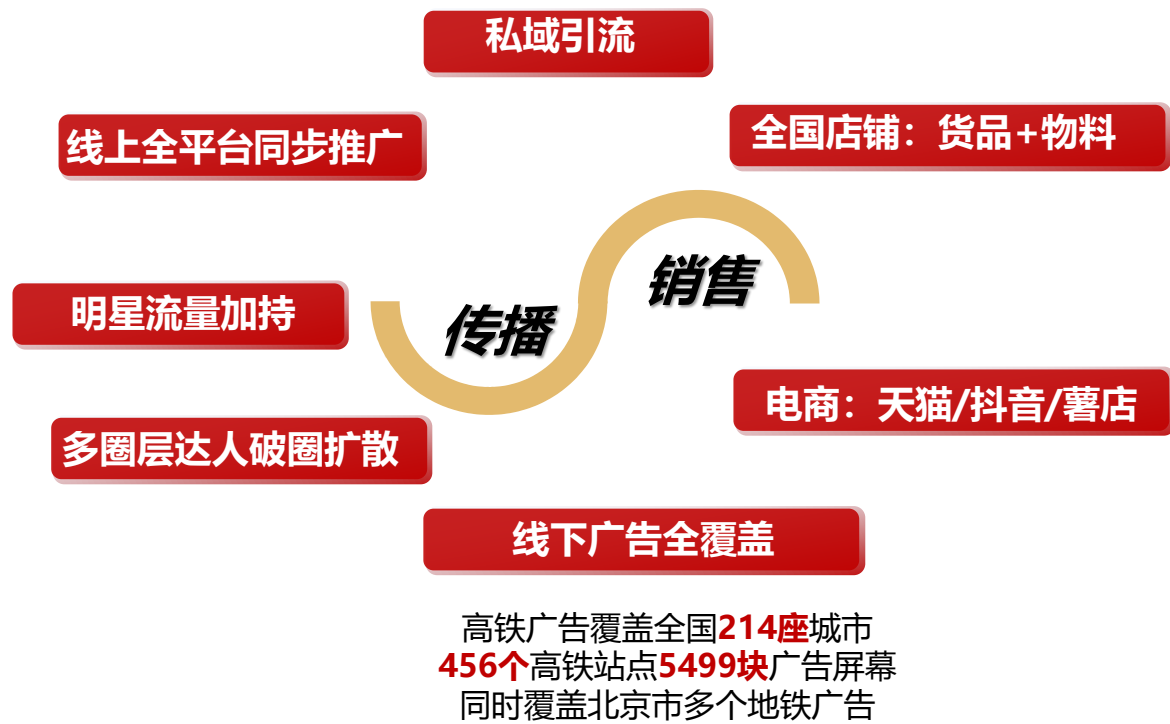 私域引流
线上全平台同步推广
全国店铺：货品+物料
销售
明星流量加持
传播
电商：天猫/抖音/薯店
多圈层达人破圈扩散
线下广告全覆盖
高铁广告覆盖全国214座城市
456个高铁站点5499块广告屏幕
同时覆盖北京市多个地铁广告